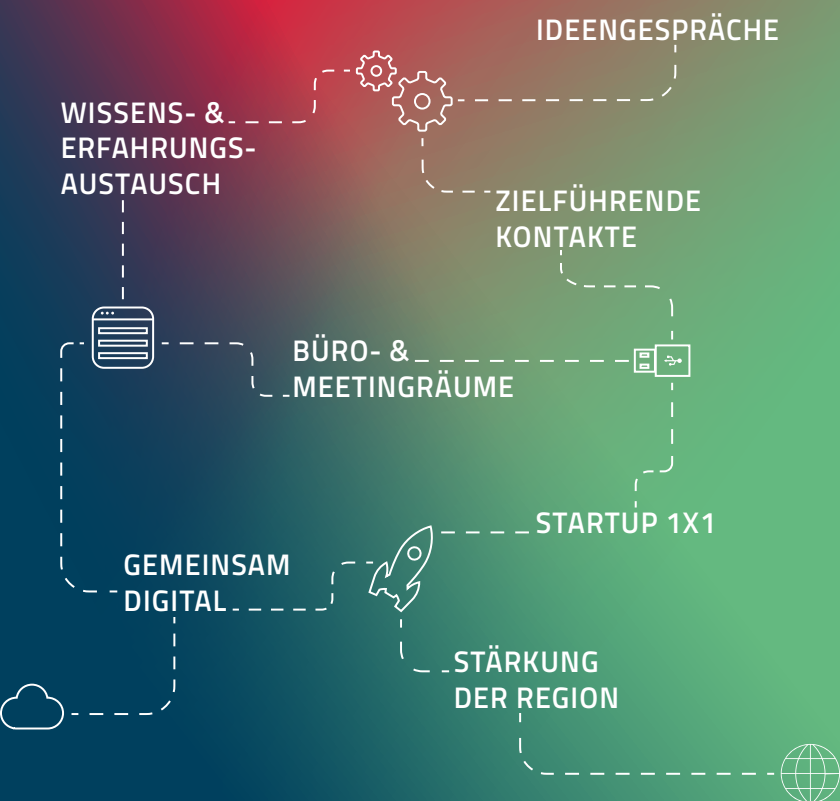 IDEENGESPRÄCHE
WISSENS- &
ERFAHRUNGS-
AUSTAUSCH
ZIELFÜHRENDE
KONTAKTE
BÜRO- &
MEETINGRÄUME
STARTUP 1X1
GEMEINSAM
DIGITAL
STÄRKUNG
DER REGION